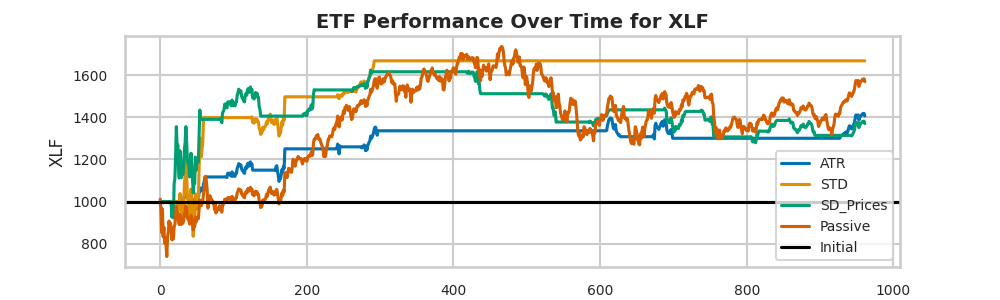 ETF Performance Over Time for XLF
XLF
1600
1400
1200
1000
800
ATR
STD
SD_Prices
Passive
Initial
0 200 400 600 800 1000